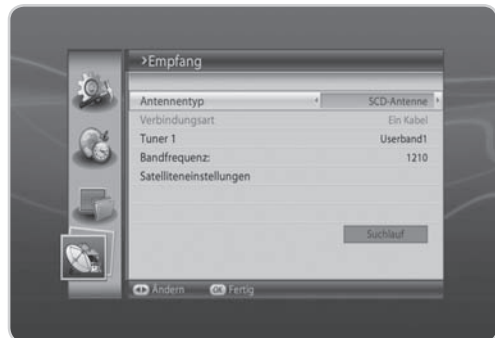 >Empfang
Antennentyp SCD-Antenne
Verbindungsart Ein Kabel
Tuner 1 Userband1
Bandfrequenz: 1210
Satelliteneinstellungen
Suchlauf
Ändern OK Fertig